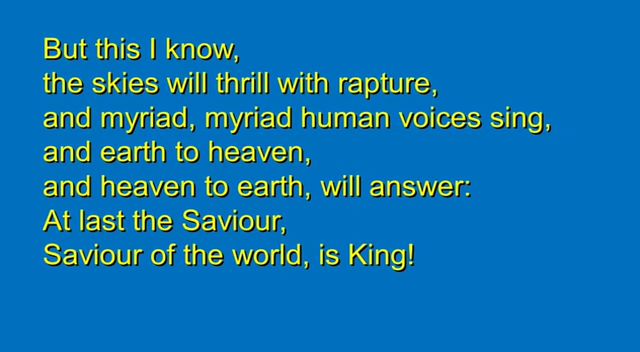 But this I know,
the skies will thrill with rapture,
and myriad, myriad human voices sing,
and earth to heaven,
and heaven to earth, will answer:
At last the Saviour,
Saviour of the world, is King!